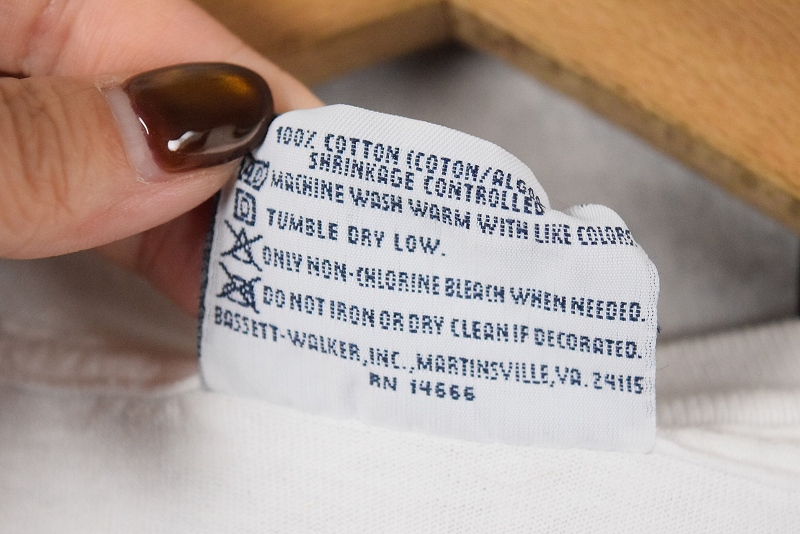 100% COTTON (COTON/ALGO
SHRINKAGE CONTROLLED
MACHINE WASH WARM WITH LIKE COLORS.
TUMBLE DRY LOW.
ONLY NON-CHLORINE BLEACH WHEN NEEDED.
DO NOT IRON OR DRY CLEAN IF DECORATED.
BASSETT-WALKER, INC., MARTINSVILLE, VA. 24115
RN 14666